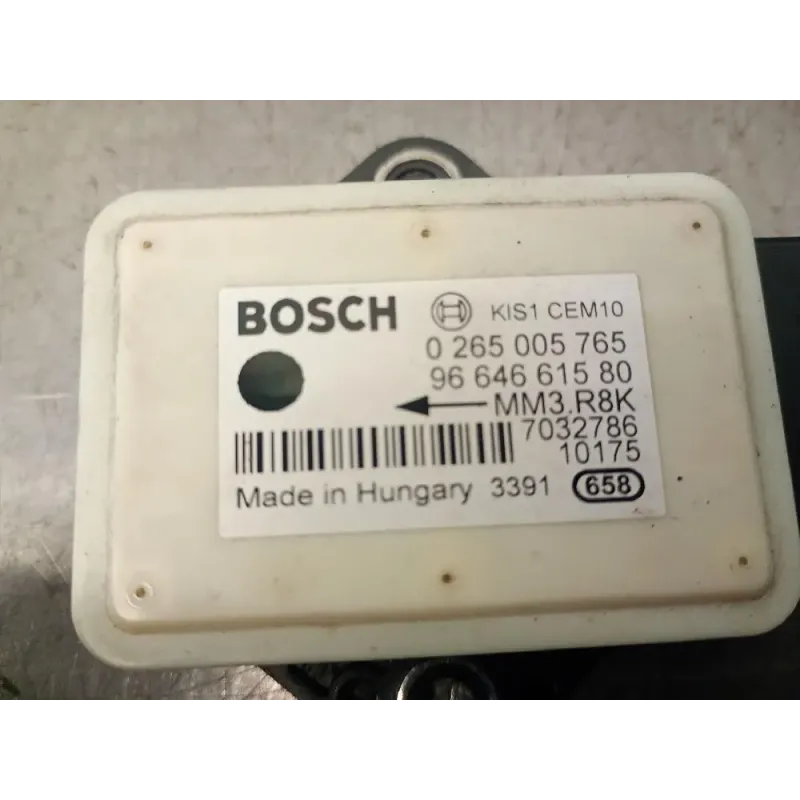 BOSCH KIS1 CEM10
0 265 005 765
96 646 615 80
MM3.R8K
7032786
10175
Made in Hungary 3391 658